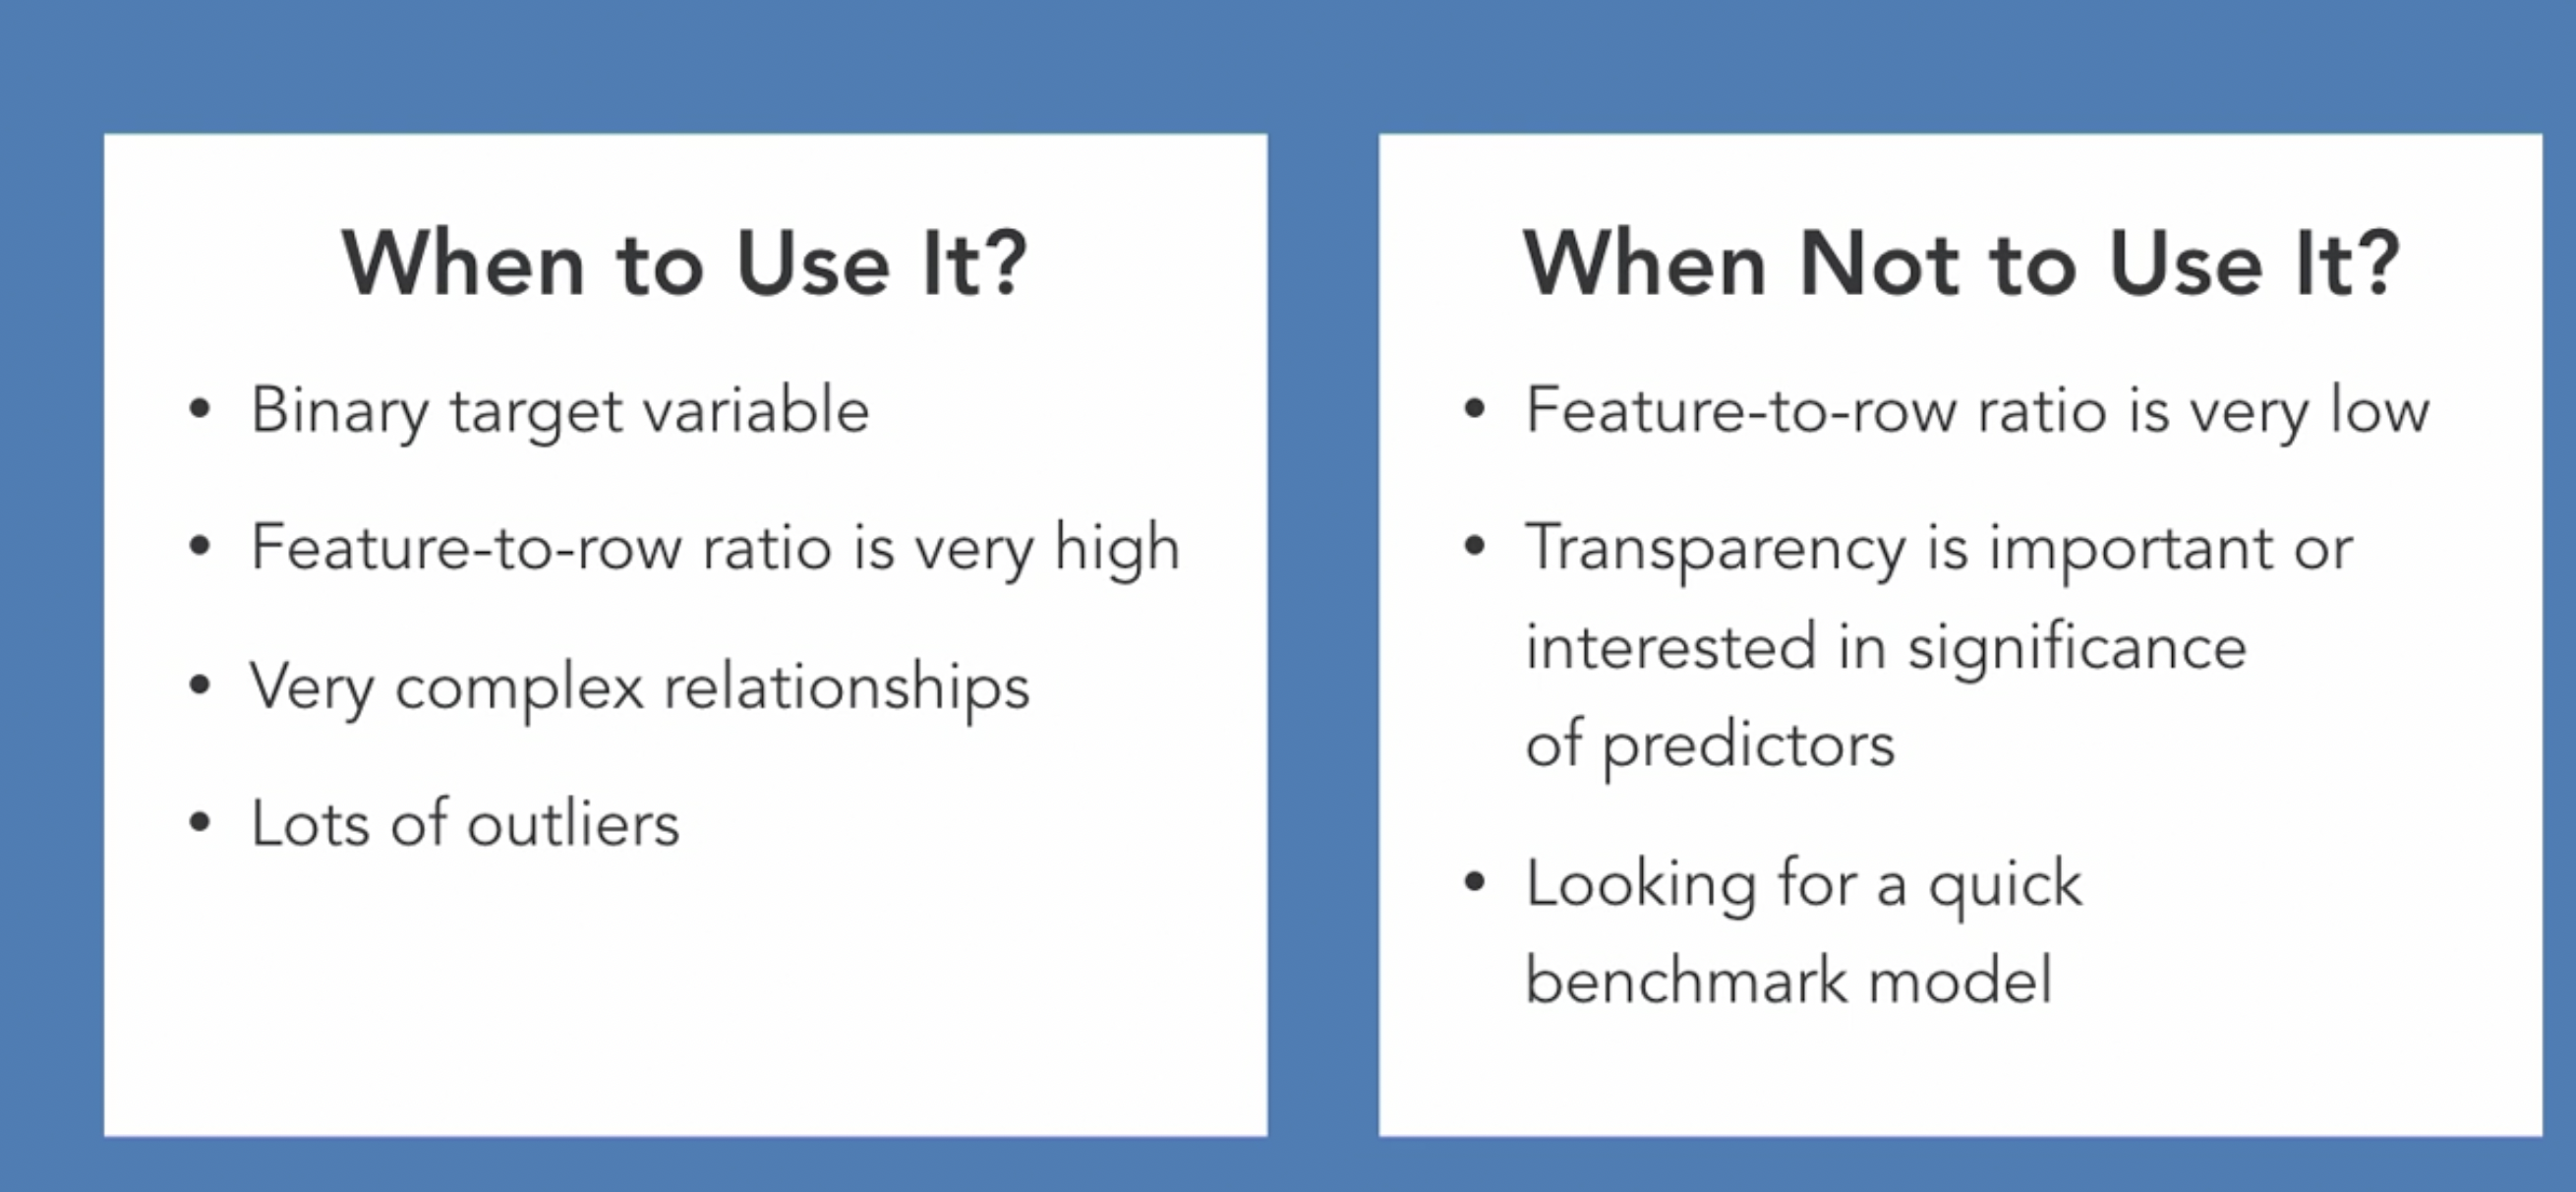 When to Use It?
• Binary target variable
• Feature-to-row ratio is very high
• Very complex relationships
• Lots of outliers
When Not to Use It?
• Feature-to-row ratio is very low
• Transparency is important or
interested in significance
of predictors
• Looking for a quick
benchmark model